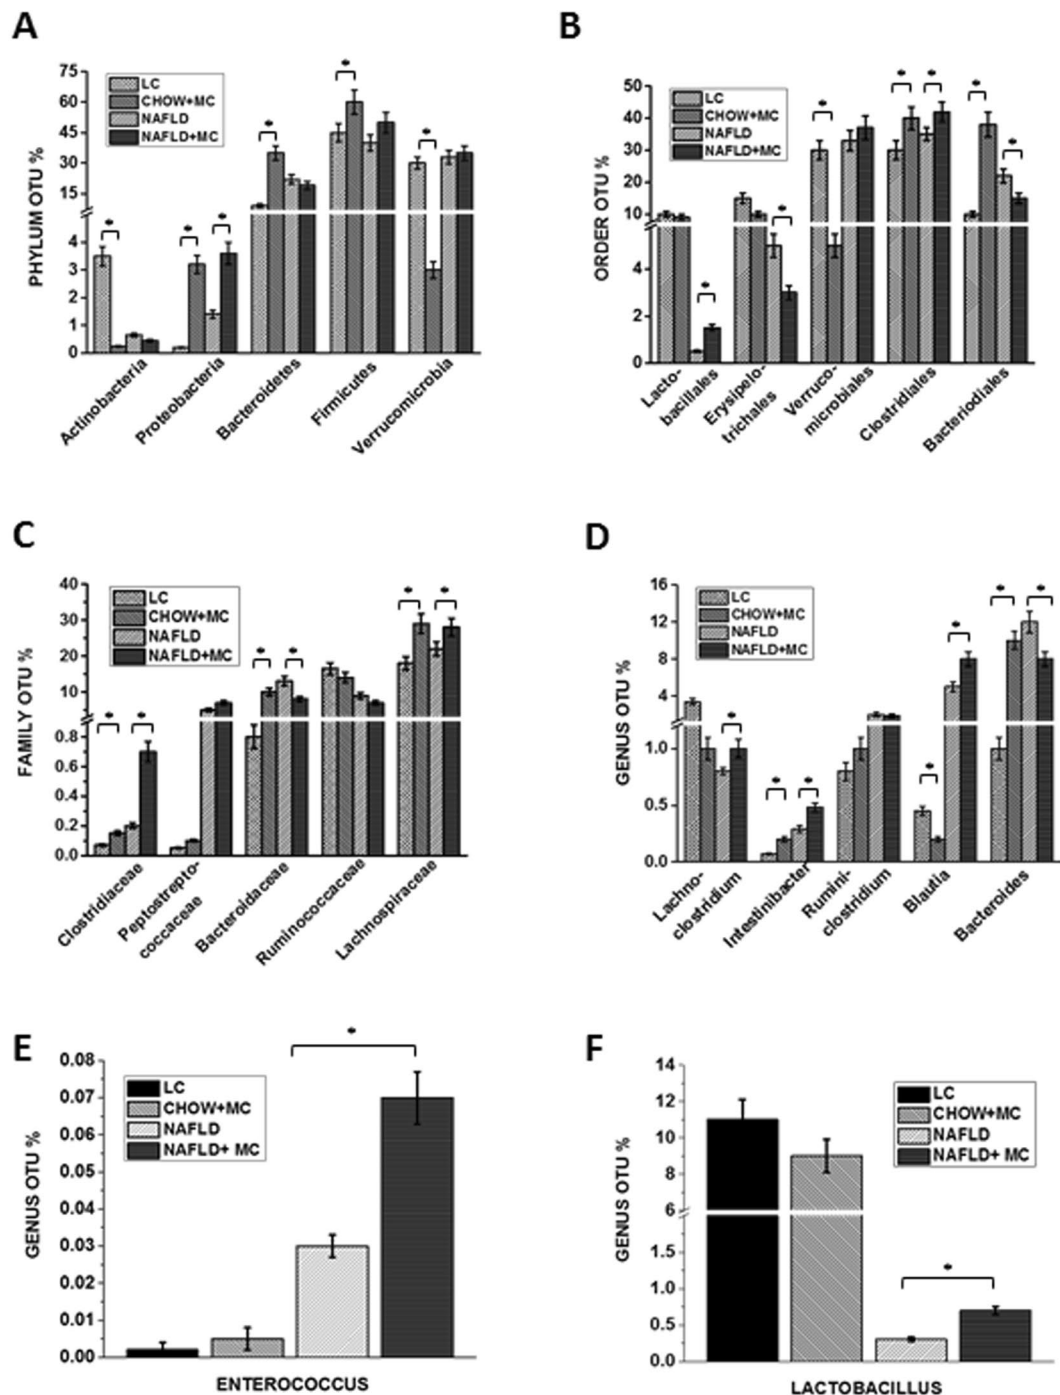 A
PHYLUM OTU %
75
60
45
30
15
4
3
2
1
0
LC
CHOW+MC
NAFLD
NAFLD+MC
* * * * * *
Actinobacteria
Proteobacteria
Bacteroidetes
Firmicutes
Verrucomicrobia
B
ORDER OTU %
50
40
30
20
10
4
2
0
LC
CHOW+MC
NAFLD
NAFLD+MC
* * * * * * *
Lacto-
bacillales
Erysipelo-
trichales
Verruco-
microbiales
Clostridiales
Bacteriodiales
C
FAMILY OTU %
40
30
20
10
0.8
0.6
0.4
0.2
0.0
LC
CHOW+MC
NAFLD
NAFLD+MC
* * * * * *
Clostridiaceae
Peptostrepto-
coccaceae
Bacteroidaceae
Ruminococcaceae
Lachnospiraceae
D
GENUS OTU %
16
12
8
4
1.0
0.5
0.0
LC
CHOW+MC
NAFLD
NAFLD+MC
* * * * * * *
Lachno-
clostridium
Intestinibacter
Rumini-
clostridium
Blautia
Bacteroides
E
GENUS OTU %
0.08
0.07
0.06
0.05
0.04
0.03
0.02
0.01
0.00
LC
CHOW+MC
NAFLD
NAFLD+ MC
*
ENTEROCOCCUS
F
GENUS OTU %
14
12
10
8
6
1.5
1.0
0.5
0.0
LC
CHOW+MC
NAFLD
NAFLD+ MC
*
LACTOBACILLUS